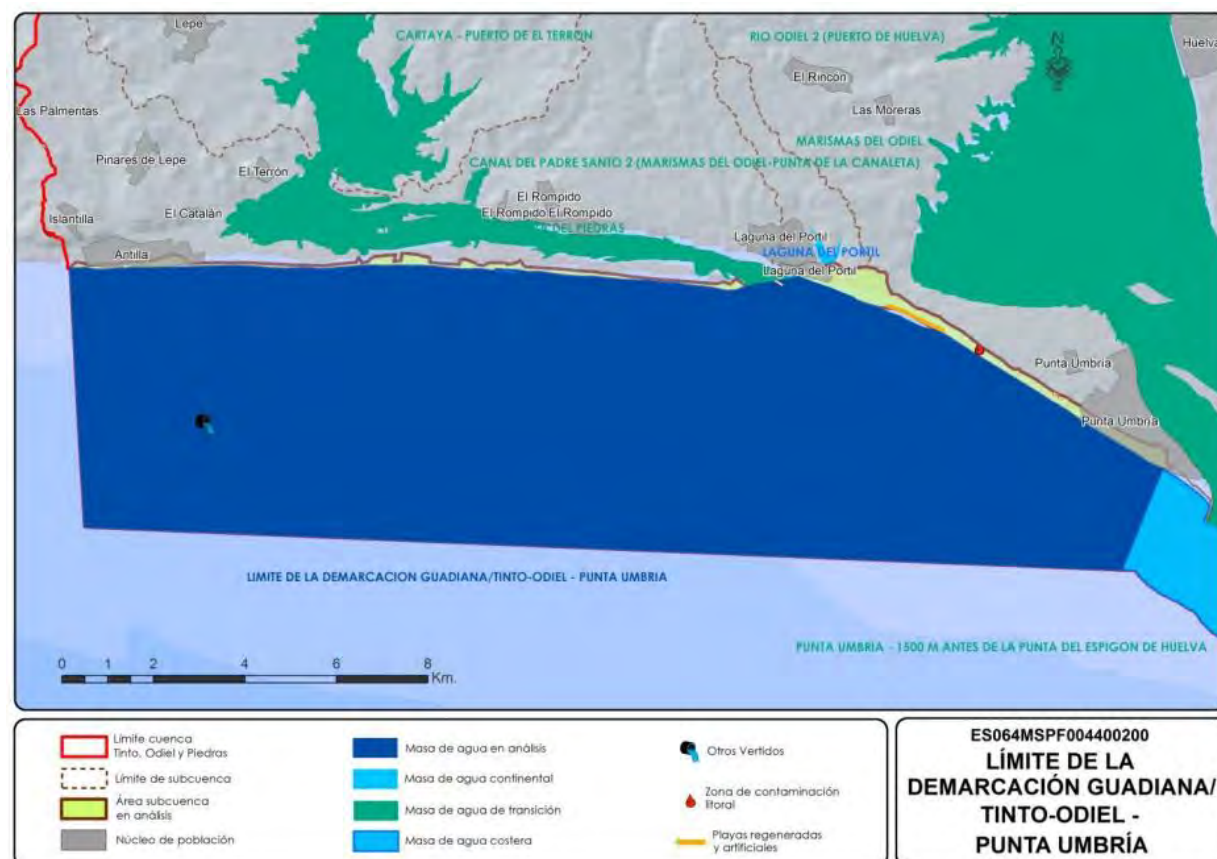 Lepe
CARTAYA - PUERTO DE EL TERRÓN
RIO ODIEL 2 (PUERTO DE HUELVA)
Huelva
El Rincón
Las Palmentas
Las Moreras
MARISMAS DEL ODIEL
Pinares de Lepe
CANAL DEL PADRE SANTO 2 (MARISMAS DEL ODIEL-PUNTA DE LA CANALETA)
El Terrón
El Rompido
Islantilla
El Catalán
El Rompido El Rompido
DEL PIEDRAS
Laguna del Portil
Antilla
LAGUNA DEL PORTIL
Laguna del Portil
Punta Umbría
Punta Umbría
LIMITE DE LA DEMARCACION GUADIANA/TINTO-ODIEL - PUNTA UMBRIA
PUNTA UMBRIA - 1500 M ANTES DE LA PUNTA DEL ESPIGON DE HUELVA
0 1 2 4 6 8
Km.
Límite cuenca
Tinto, Odiel y Piedras
Límite de subcuenca
Área subcuenca
en análisis
Núcleo de población
Masa de agua en análisis
Masa de agua continental
Masa de agua de transición
Masa de agua costera
Otros Vertidos
Zona de contaminación
litoral
Playas regeneradas
y artificiales
ES064MSPF004400200
LÍMITE DE LA
DEMARCACIÓN GUADIANA/
TINTO-ODIEL -
PUNTA UMBRÍA